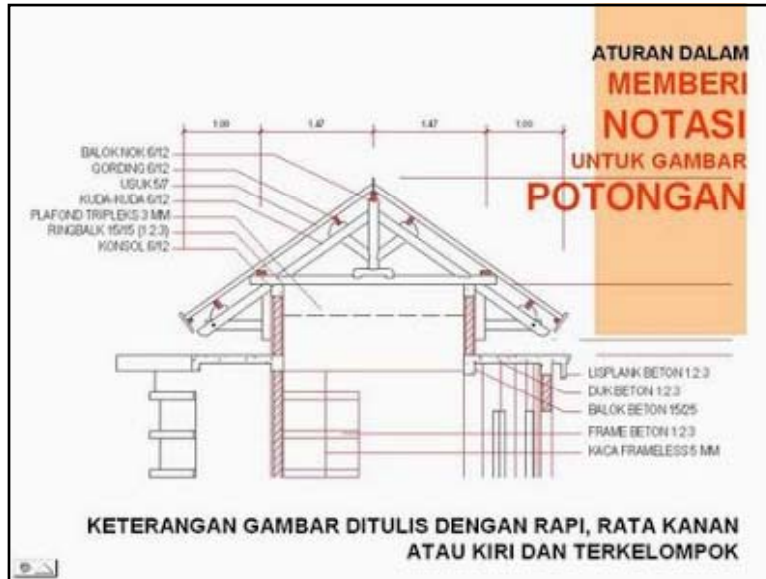 ATURAN DALAM
MEMBERI
NOTASI
UNTUK GAMBAR
POTONGAN
1.00 1.47 1.47 1.00
BALOK NOK 6/12
GORDING 6/12
USUK 5/7
KUDA-KUDA 6/12
PLAFOND TRIPLEKS 3 MM
RINGBALK 15/15 (1:2:3)
KONSOL 6/12
LISPLANK BETON 1:2:3
DUK BETON 1:2:3
BALOK BETON 15/25
FRAME BETON 1:2:3
KACA FRAMELESS 5 MM
KETERANGAN GAMBAR DITULIS DENGAN RAPI, RATA KANAN
ATAU KIRI DAN TERKELOMPOK